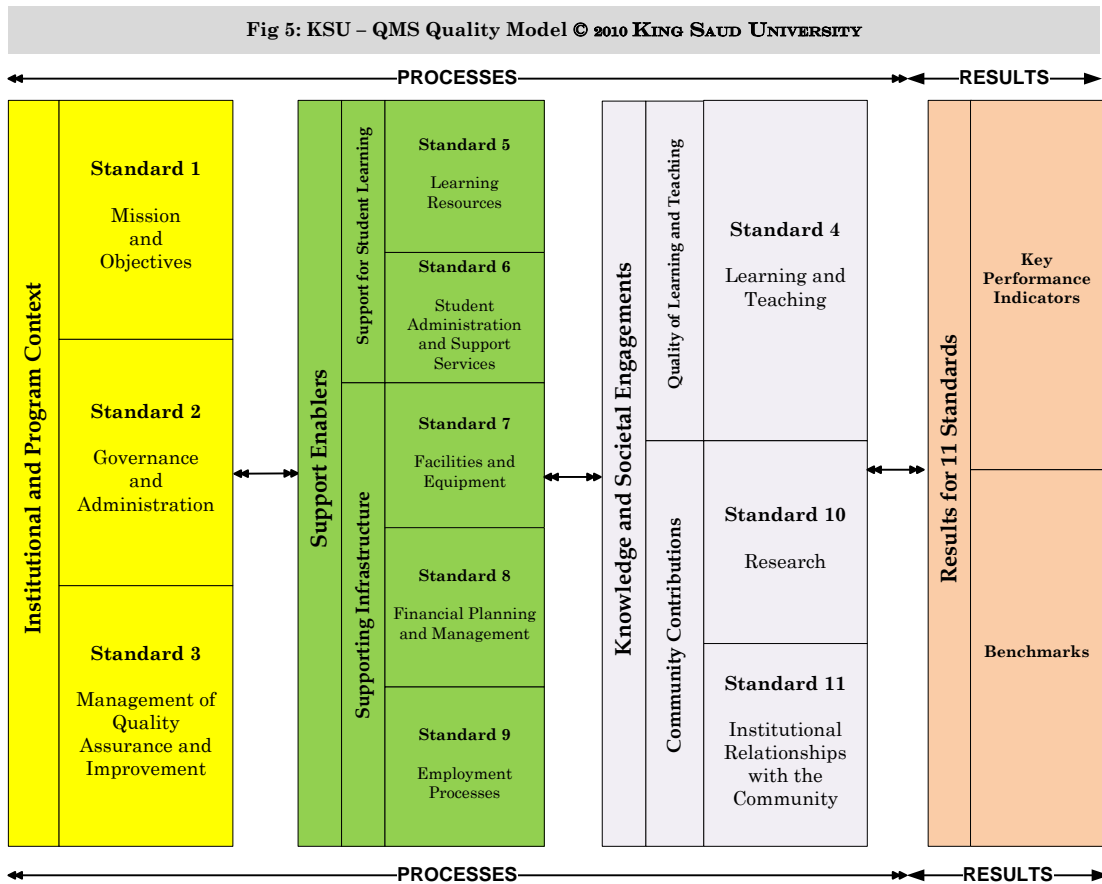 Fig 5: KSU – QMS Quality Model © 2010 KING SAUD UNIVERSITY
PROCESSES
RESULTS
Institutional and Program Context
Standard 1
Mission
and
Objectives
Standard 2
Governance
and
Administration
Standard 3
Management of
Quality
Assurance and
Improvement
Support Enablers
Support for Student Learning
Standard 5
Learning
Resources
Standard 6
Student
Administration
and Support
Services
Supporting Infrastructure
Standard 7
Facilities and
Equipment
Standard 8
Financial Planning
and Management
Standard 9
Employment
Processes
Knowledge and Societal Engagements
Quality of Learning and Teaching
Standard 4
Learning and
Teaching
Community Contributions
Standard 10
Research
Standard 11
Institutional
Relationships
with the
Community
Results for 11 Standards
Key
Performance
Indicators
Benchmarks
PROCESSES
RESULTS